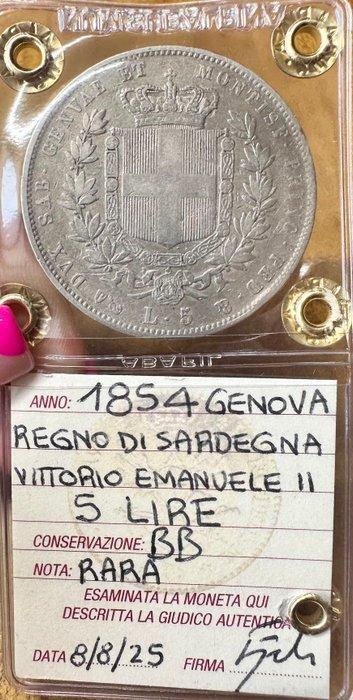 DVX SAB· GENVAE ET MONTISF· PRINC· PED·
L·5
ANNO: 1854 GENOVA
REGNO DI SARDEGNA
VITTORIO EMANUELE II
5 LIRE
CONSERVAZIONE: BB
NOTA: RARA
ESAMINATA LA MONETA QUI
DESCRITTA LA GIUDICO AUTENTICA
DATA 8/8/25 FIRMA